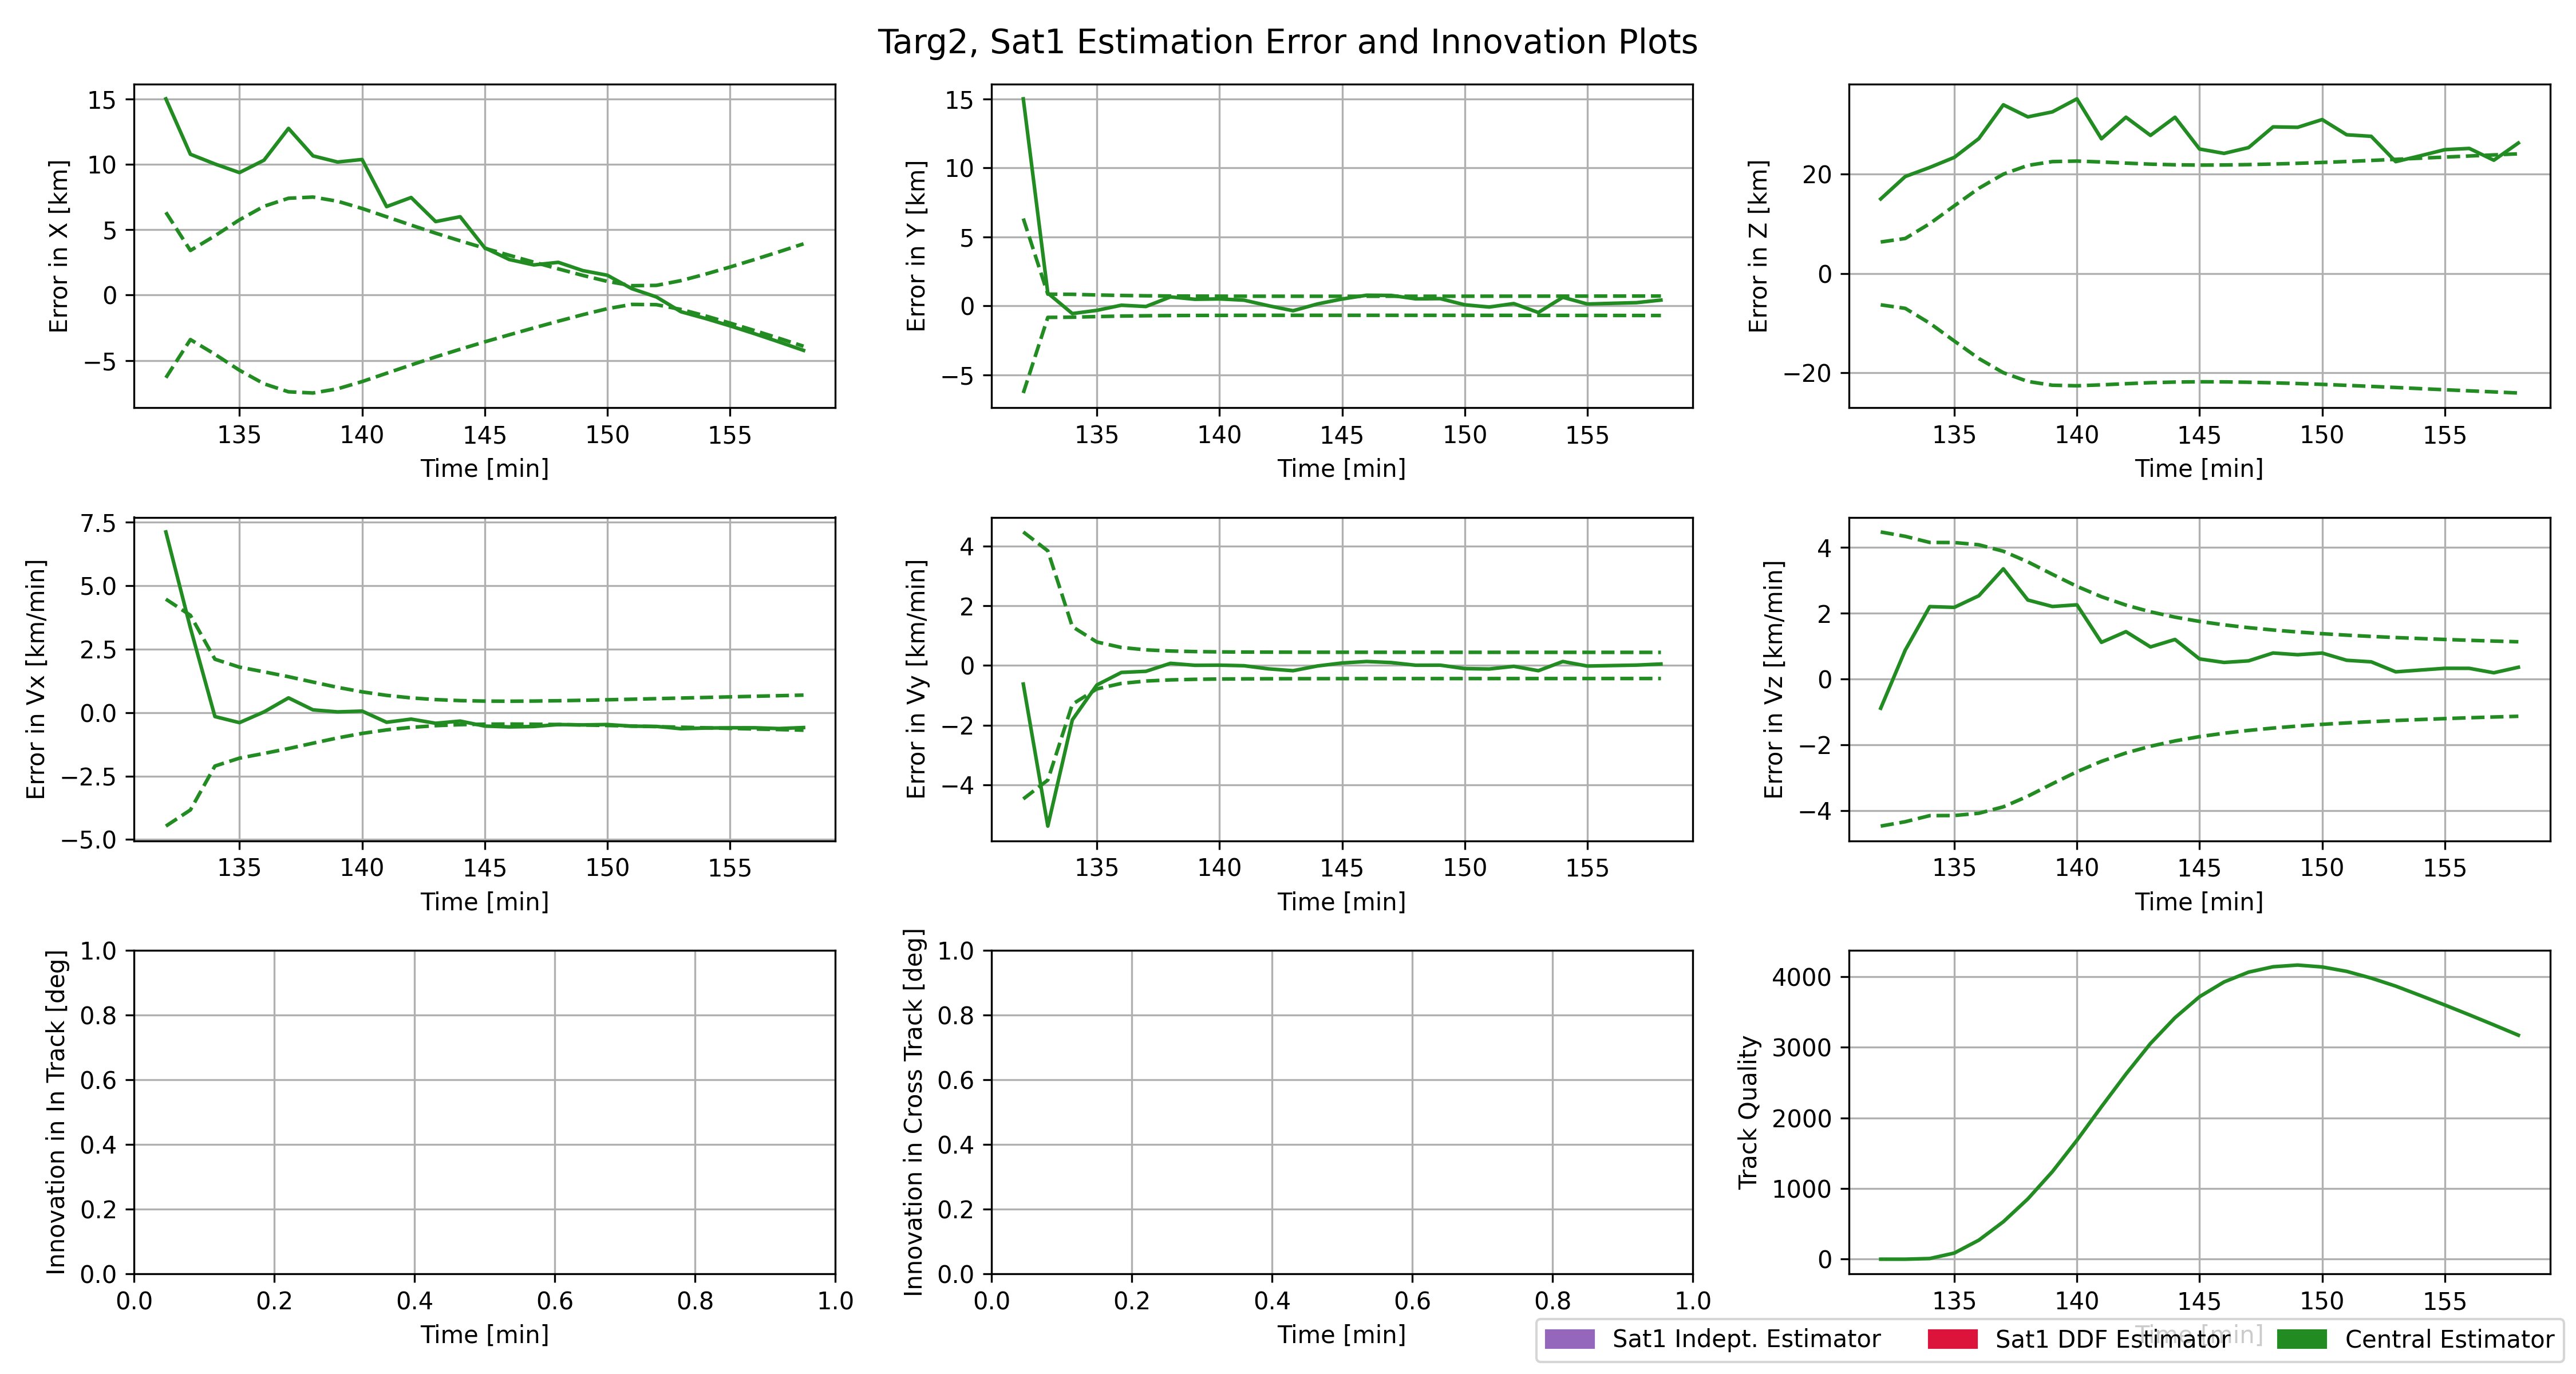 Targ2, Sat1 Estimation Error and Innovation Plots
15
10
5
0
−5
Error in X [km]
135 140 145 150 155
Time [min]
15
10
5
0
−5
Error in Y [km]
135 140 145 150 155
Time [min]
20
0
−20
Error in Z [km]
135 140 145 150 155
Time [min]
7.5
5.0
2.5
0.0
−2.5
−5.0
Error in Vx [km/min]
135 140 145 150 155
Time [min]
4
2
0
−2
−4
Error in Vy [km/min]
135 140 145 150 155
Time [min]
4
2
0
−2
−4
Error in Vz [km/min]
135 140 145 150 155
Time [min]
1.0
0.8
0.6
0.4
0.2
0.0
Innovation in In Track [deg]
0.0 0.2 0.4 0.6 0.8 1.0
Time [min]
1.0
0.8
0.6
0.4
0.2
0.0
Innovation in Cross Track [deg]
0.0 0.2 0.4 0.6 0.8 1.0
Time [min]
4000
3000
2000
1000
0
Track Quality
135 140 145 150 155
Time [min]
Sat1 Indept. Estimator Sat1 DDF Estimator Central Estimator